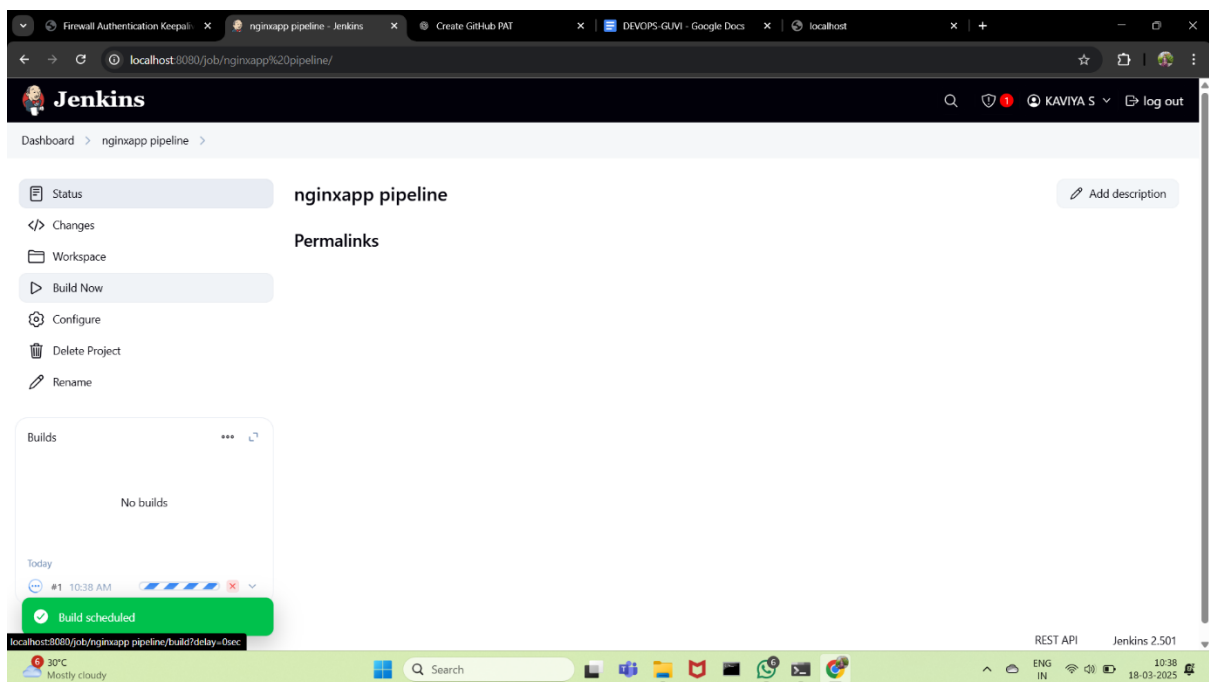 Firewall Authentication Keepaliv
nginxapp pipeline - Jenkins
Create GitHub PAT
DEVOPS-GUVI - Google Docs
localhost
localhost:8080/job/nginxapp%20pipeline/
Jenkins
1
KAVIYA S
log out
Dashboard > nginxapp pipeline >
Status
nginxapp pipeline
Add description
</> Changes
Permalinks
Workspace
Build Now
Configure
Delete Project
Rename
Builds
No builds
Today
#1 10:38 AM
Build scheduled
localhost:8080/job/nginxapp pipeline/build?delay=0sec
REST API
Jenkins 2.501
6
30°C
Mostly cloudy
Search
ENG
IN
10:38
18-03-2025